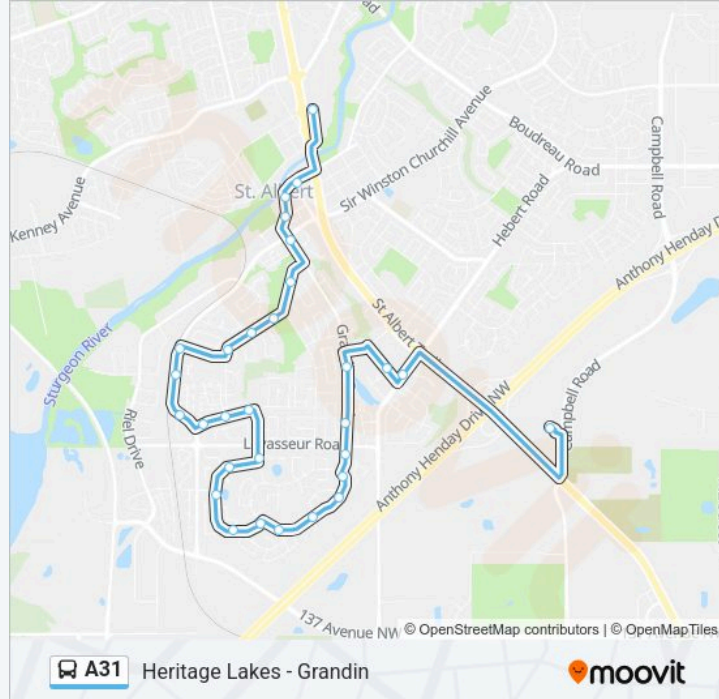 Boudreau Road
Campbell Road
Sir Winston Churchill Avenue
St. Albert
Kenney Avenue
Hebert Road
Anthony Henday D
St Albert
Gra
Sturgeon River
Riel Drive
Campbell Road
Anthony Henday Drive NW
137 Avenue NW
© OpenStreetMap contributors | © OpenMapTiles
A31 Heritage Lakes - Grandin
moovit